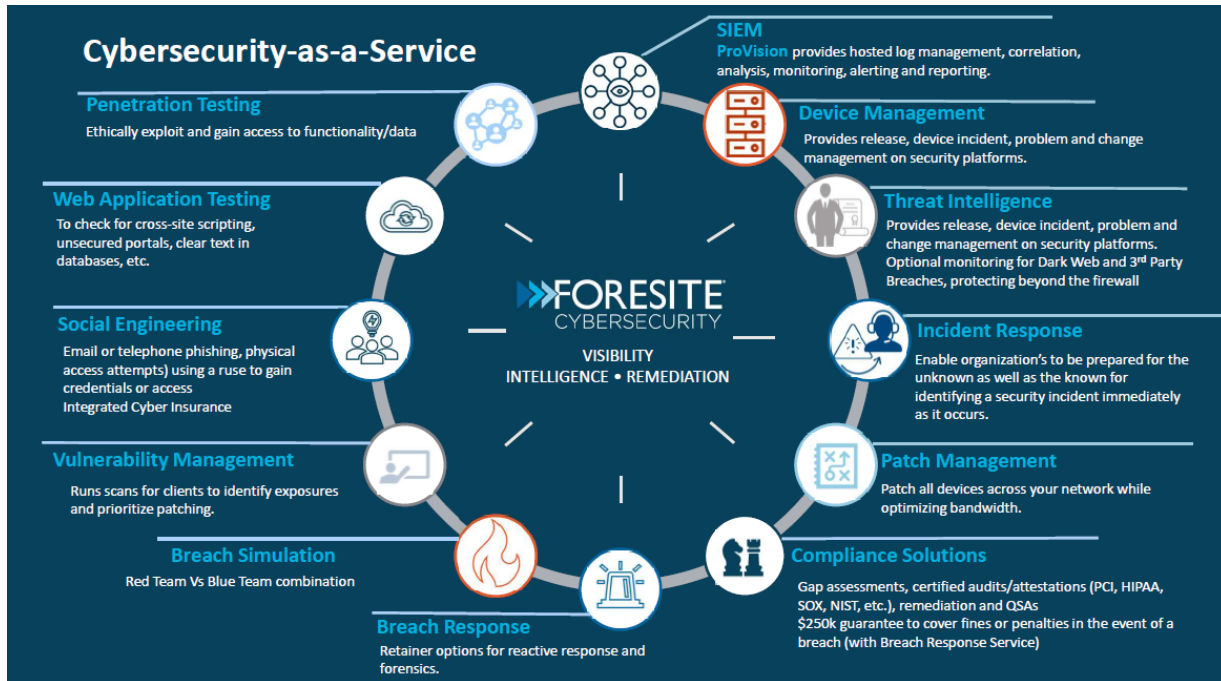 Cybersecurity-as-a-Service
SIEM
ProVision provides hosted log management, correlation,
analysis, monitoring, alerting and reporting.
Device Management
Provides release, device incident, problem and change
management on security platforms.
Threat Intelligence
Provides release, device incident, problem and
change management on security platforms.
Optional monitoring for Dark Web and 3rd Party
Breaches, protecting beyond the firewall
Incident Response
Enable organization's to be prepared for the
unknown as well as the known for
identifying a security incident immediately
as it occurs.
Patch Management
Patch all devices across your network while
optimizing bandwidth.
Compliance Solutions
Gap assessments, certified audits/attestations (PCI, HIPAA,
SOX, NIST, etc.), remediation and QSAs
$250k guarantee to cover fines or penalties in the event of a
breach (with Breach Response Service)
Breach Response
Retainer options for reactive response and
forensics.
Breach Simulation
Red Team Vs Blue Team combination
Vulnerability Management
Runs scans for clients to identify exposures
and prioritize patching.
Social Engineering
Email or telephone phishing, physical
access attempts) using a ruse to gain
credentials or access
Integrated Cyber Insurance
Web Application Testing
To check for cross-site scripting,
unsecured portals, clear text in
databases, etc.
Penetration Testing
Ethically exploit and gain access to functionality/data
FORESITE
CYBERSECURITY
VISIBILITY
INTELLIGENCE • REMEDIATION